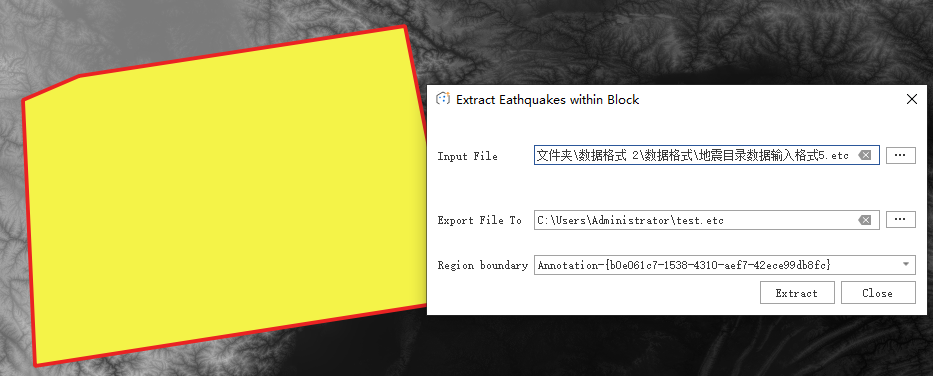 Extract Eathquakes within Block
Input File 文件夹\数据格式 2\数据格式\地震目录数据输入格式5.etc ...
Export File To C:\Users\Administrator\test.etc ...
Region boundary Annotation-{b0e061c7-1538-4310-aef7-42ece99db8fc}
Extract Close